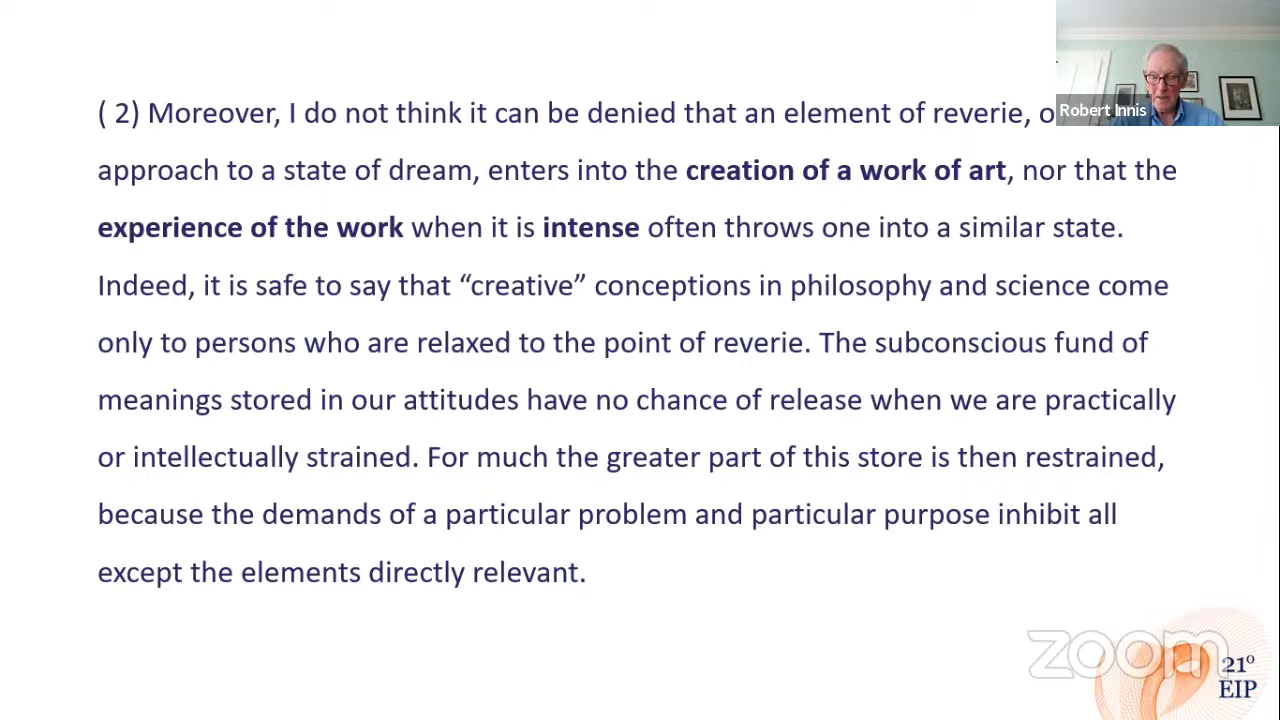 ( 2) Moreover, I do not think it can be denied that an element of reverie, o
approach to a state of dream, enters into the creation of a work of art, nor that the
experience of the work when it is intense often throws one into a similar state.
Indeed, it is safe to say that “creative” conceptions in philosophy and science come
only to persons who are relaxed to the point of reverie. The subconscious fund of
meanings stored in our attitudes have no chance of release when we are practically
or intellectually strained. For much the greater part of this store is then restrained,
because the demands of a particular problem and particular purpose inhibit all
except the elements directly relevant.
Robert Innis
zoom
21º
EIP